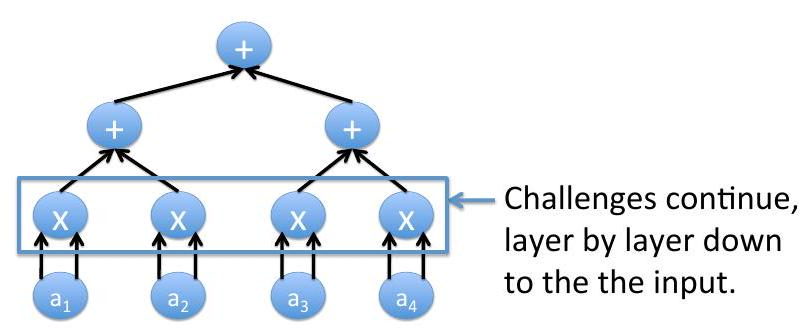 +
+ +
x x x x
Challenges continue,
layer by layer down
to the the input.
a1 a2 a3 a4